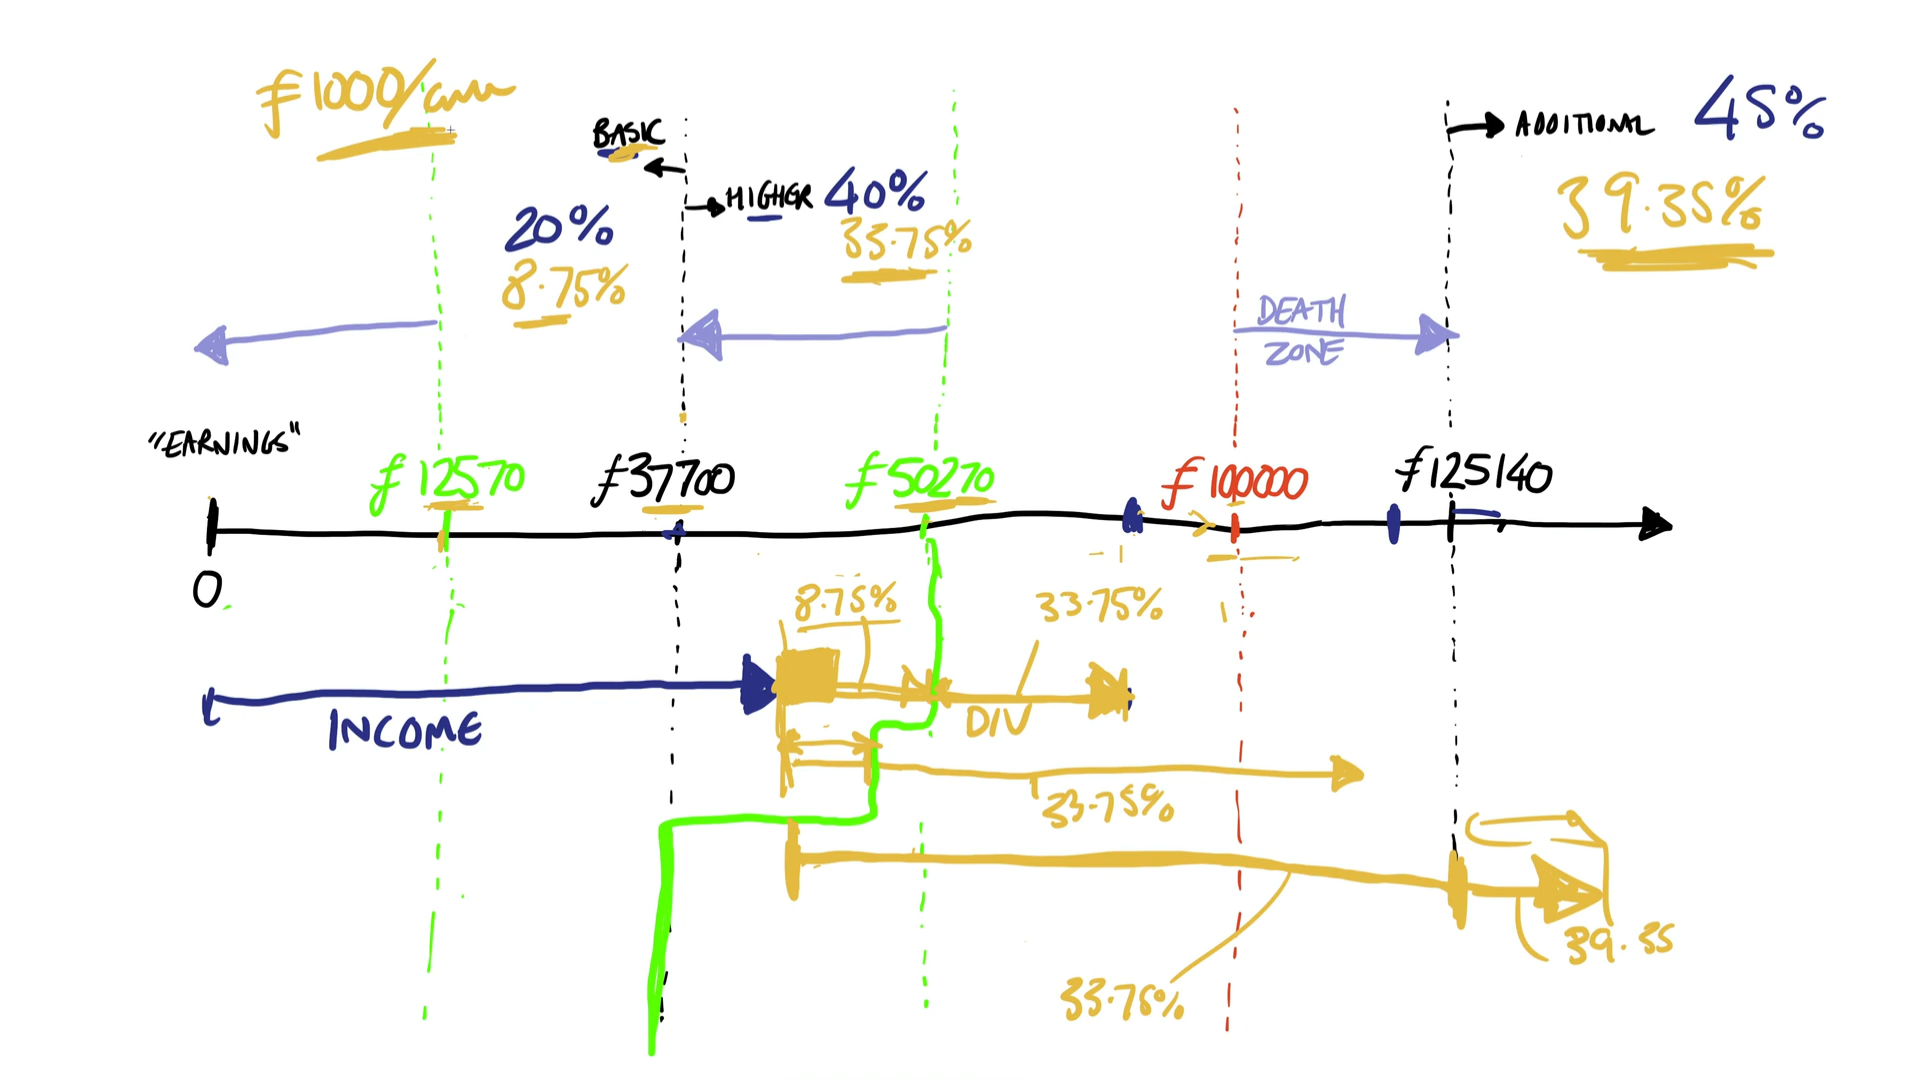 £1000/ann
BASIC
HIGHER 40%
33.75%
20%
8.75%
ADDITIONAL 45%
39.35%
DEATH
ZONE
"EARNINGS"
£12570
£37700
£50270
£100000
£125140
0
8.75%
33.75%
INCOME
DIV
33.75%
39.35
33.75%